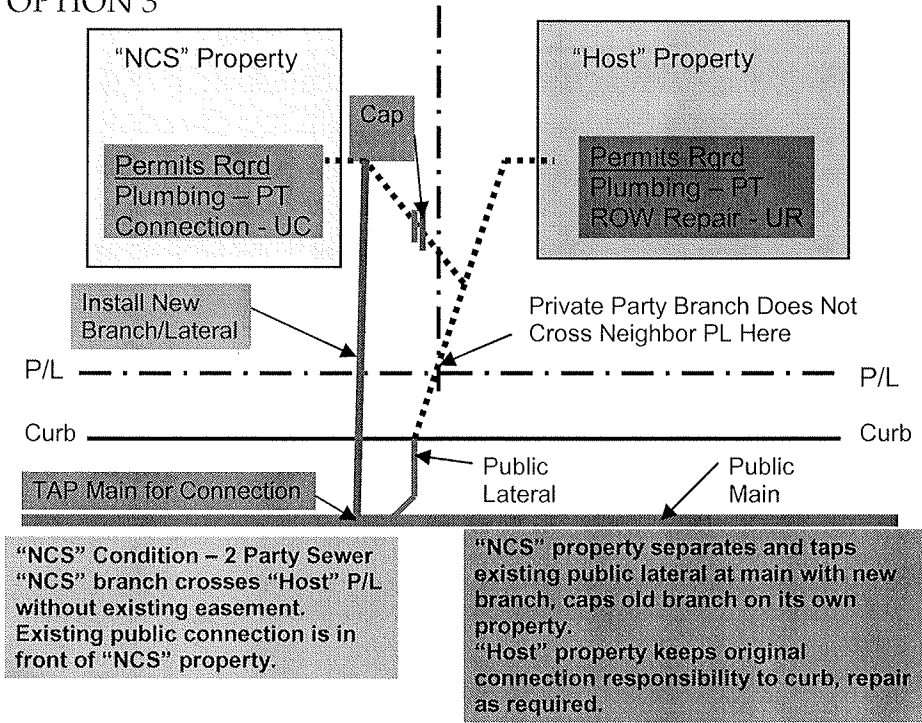 OPTION 3
"NCS" Property
"Host" Property
Cap
Permits Rqrd
Plumbing – PT
Connection - UC
Permits Rqrd
Plumbing – PT
ROW Repair - UR
Install New
Branch/Lateral
Private Party Branch Does Not
Cross Neighbor PL Here
P/L
P/L
Curb
Curb
Public
Lateral
Public
Main
TAP Main for Connection
"NCS" Condition – 2 Party Sewer
"NCS" branch crosses "Host" P/L
without existing easement.
Existing public connection is in
front of "NCS" property.
"NCS" property separates and taps
existing public lateral at main with new
branch, caps old branch on its own
property.
"Host" property keeps original
connection responsibility to curb, repair
as required.